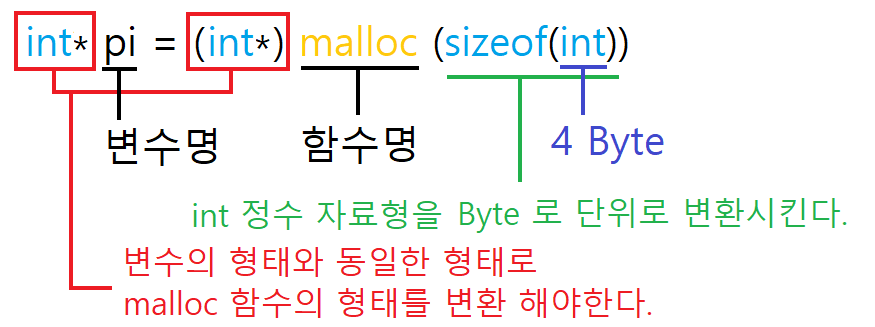 int* pi = (int*) malloc (sizeof(int))
변수명 함수명 4 Byte
int 정수 자료형을 Byte 로 단위로 변환시킨다.
변수의 형태와 동일한 형태로
malloc 함수의 형태를 변환 해야한다.